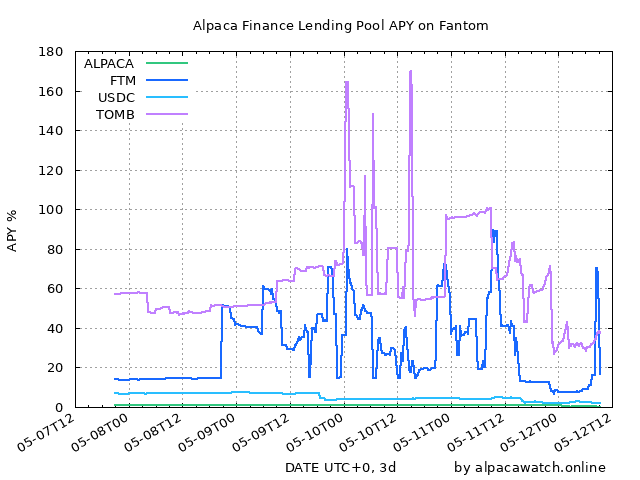 Alpaca Finance Lending Pool APY on Fantom
180
160
140
120
100
80
60
40
20
0
APY %
ALPACA
FTM
USDC
TOMB
05-07T12
05-08T00
05-08T12
05-09T00
05-09T12
05-10T00
05-10T12
05-11T00
05-11T12
05-12T00
05-12T12
DATE UTC+0, 3d
by alpacawatch.online